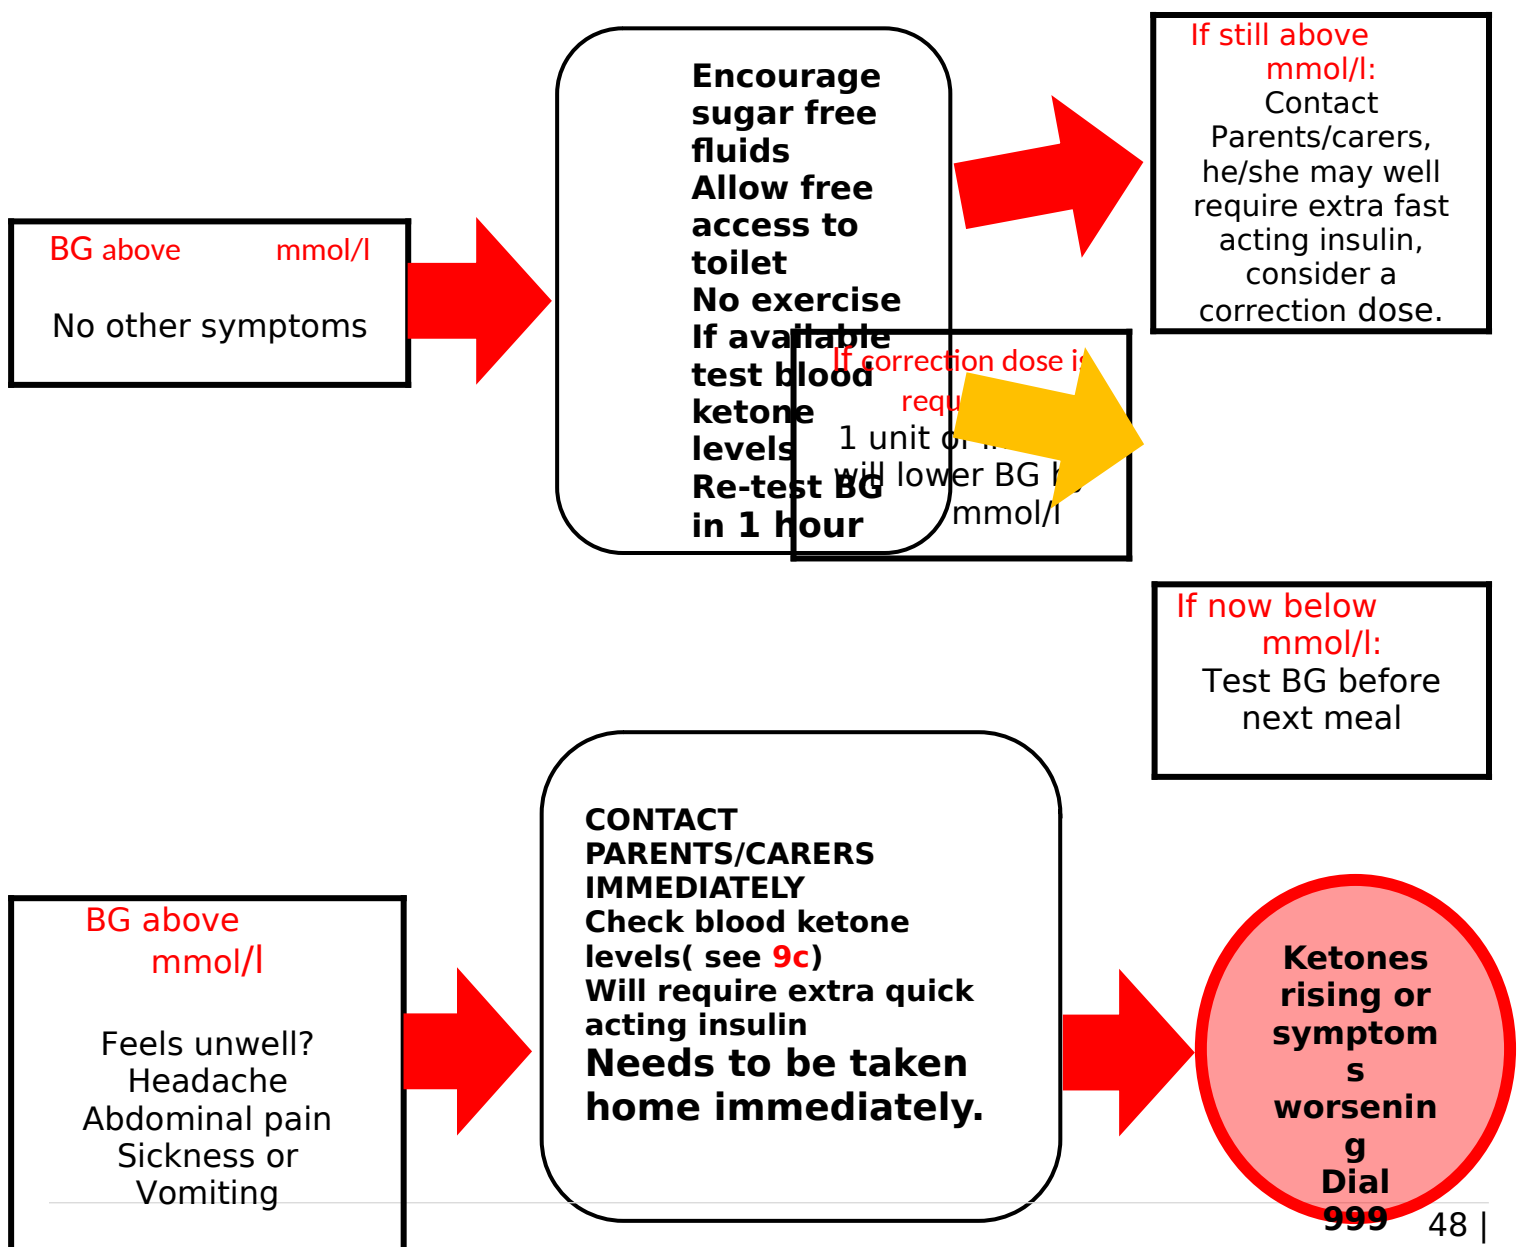 BG above mmol/l
No other symptoms
Encourage
sugar free
fluids
Allow free
access to
toilet
No exercise
If available
test blood
ketone
levels
Re-test BG
in 1 hour
If still above
mmol/l:
Contact
Parents/carers,
he/she may well
require extra fast
acting insulin,
consider a
correction dose.
If correction dose is
1 unit
will lower BG
mmol/l
If now below
mmol/l:
Test BG before
next meal
BG above
mmol/l
Feels unwell?
Headache
Abdominal pain
Sickness or
Vomiting
CONTACT
PARENTS/CARERS
IMMEDIATELY
Check blood ketone
levels( see 9c)
Will require extra quick
acting insulin
Needs to be taken
home immediately.
Ketones
rising or
symptom
s
worsenin
g
Dial
999
48 |